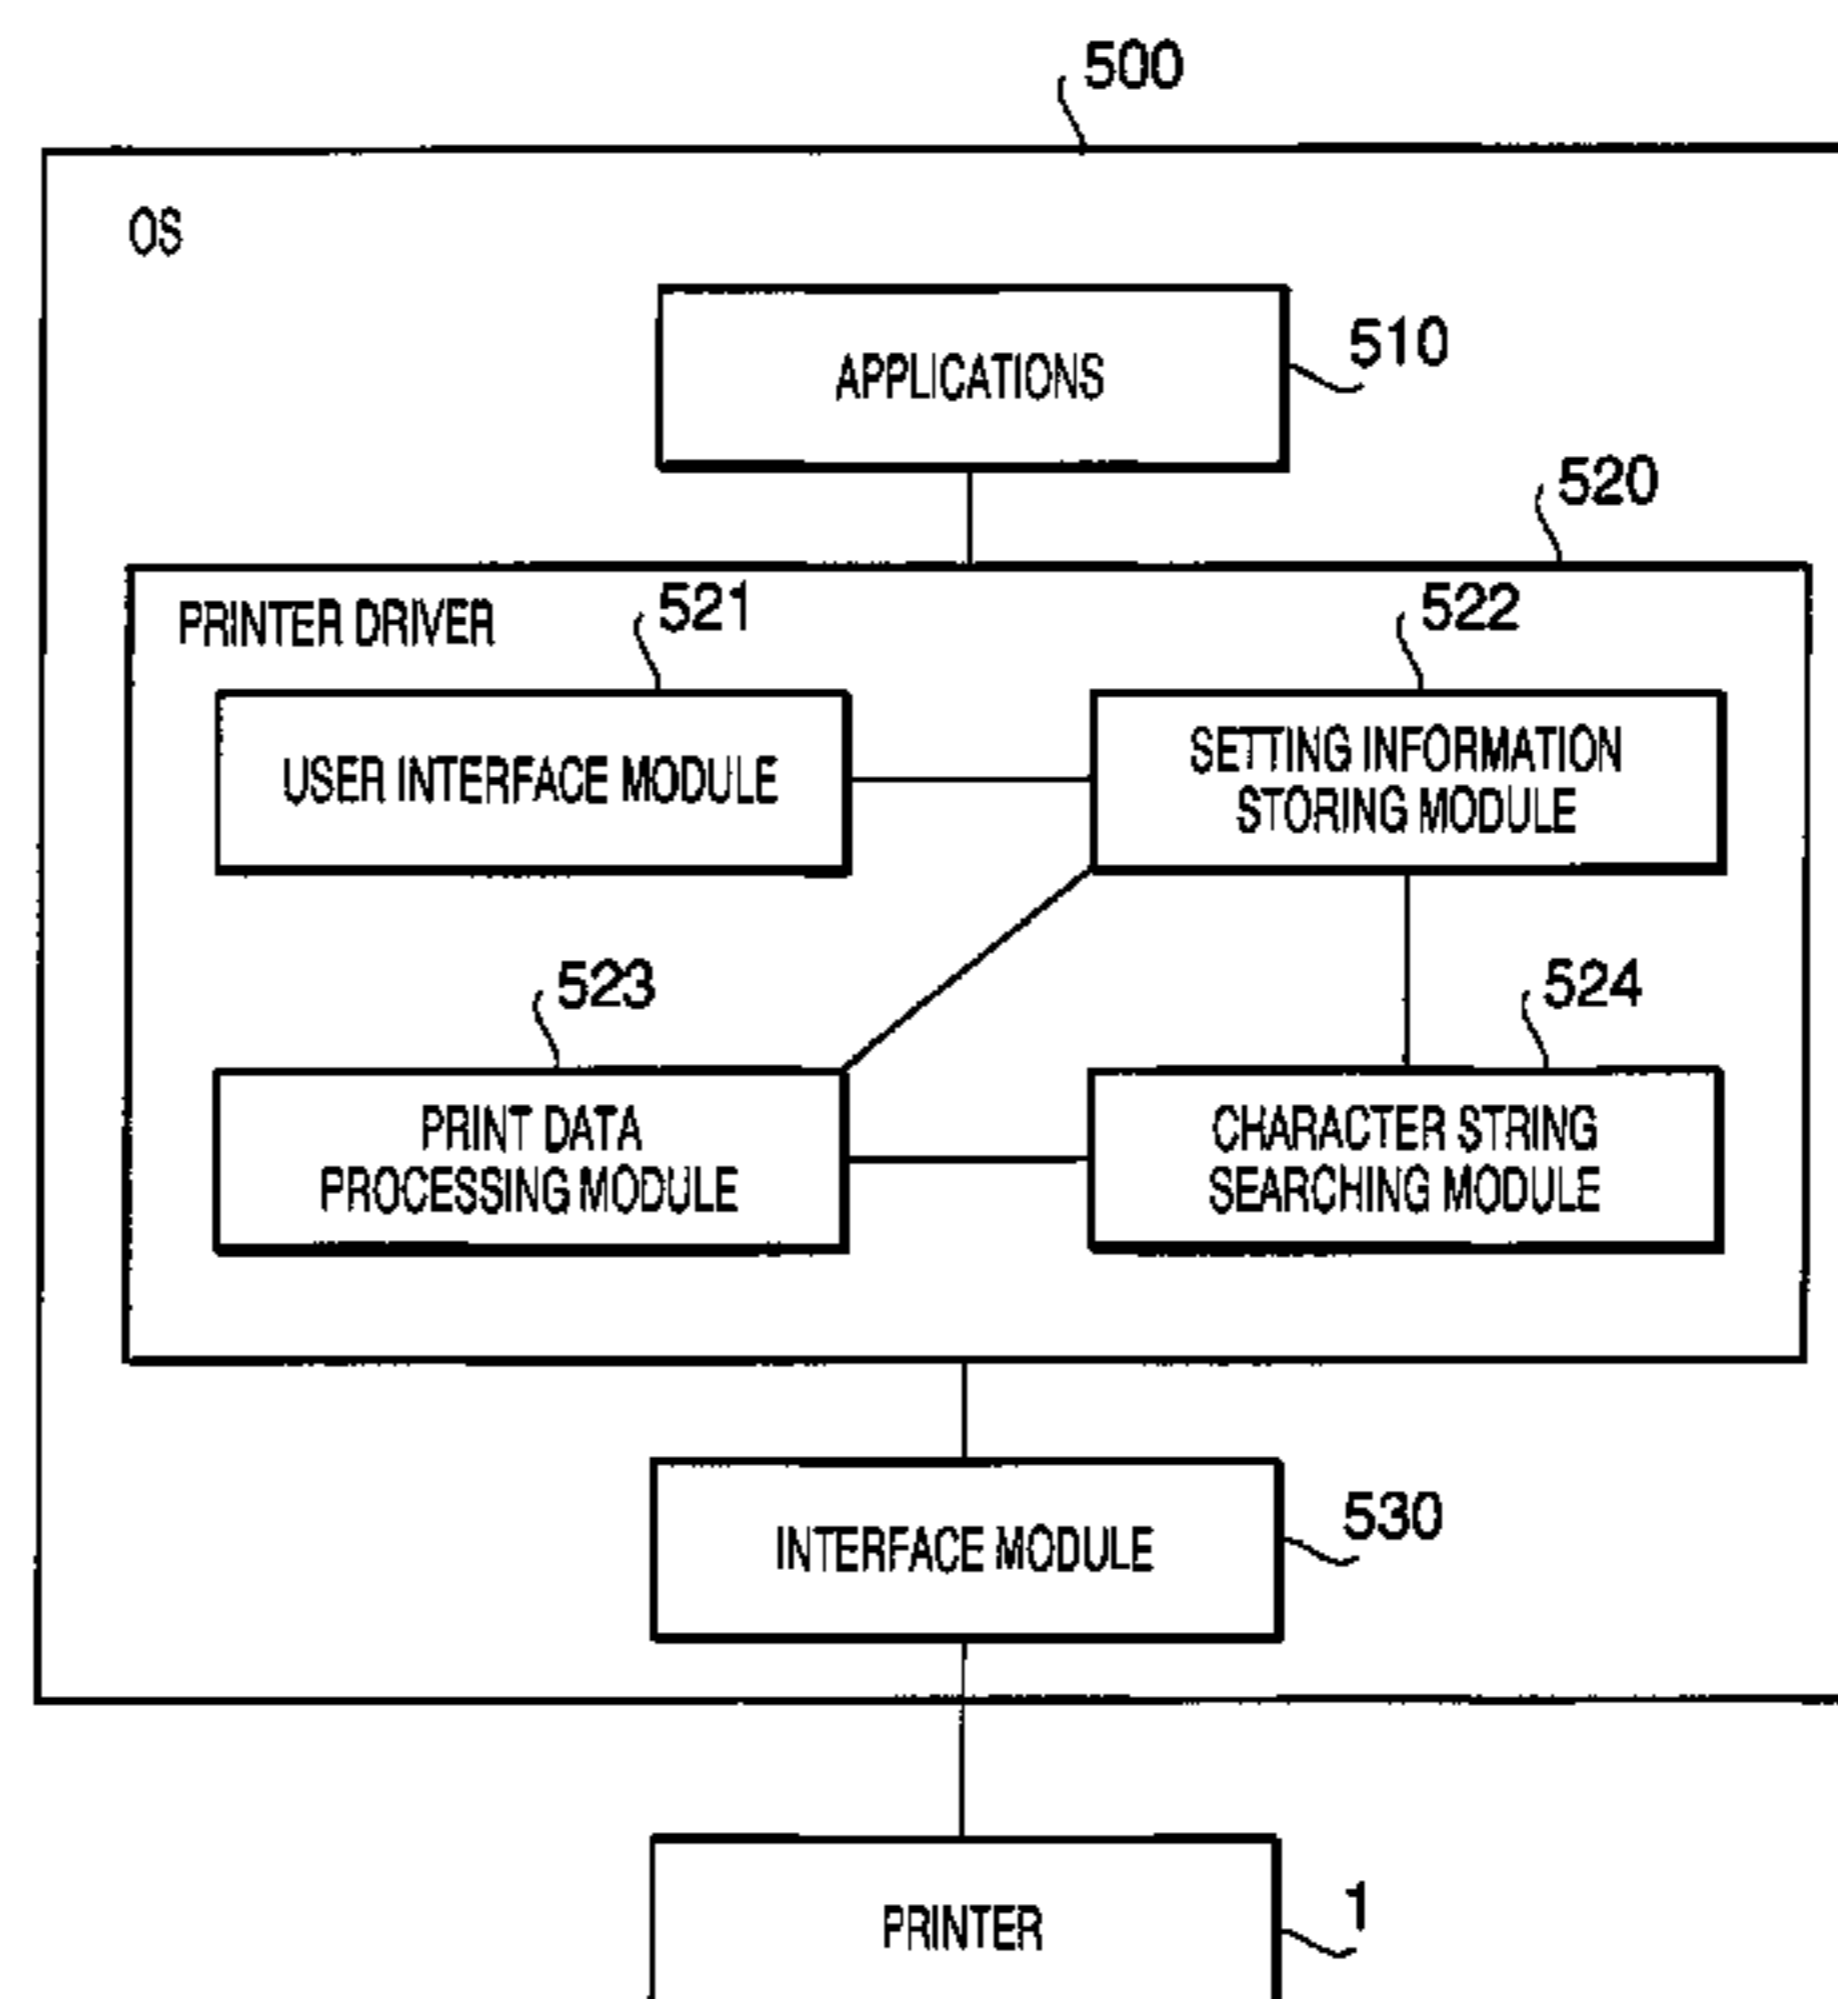 500
OS
APPLICATIONS
510
520
PRINTER DRIVER
521
522
USER INTERFACE MODULE
SETTING INFORMATION
STORING MODULE
523
524
PRINT DATA
PROCESSING MODULE
CHARACTER STRING
SEARCHING MODULE
INTERFACE MODULE
530
PRINTER
1